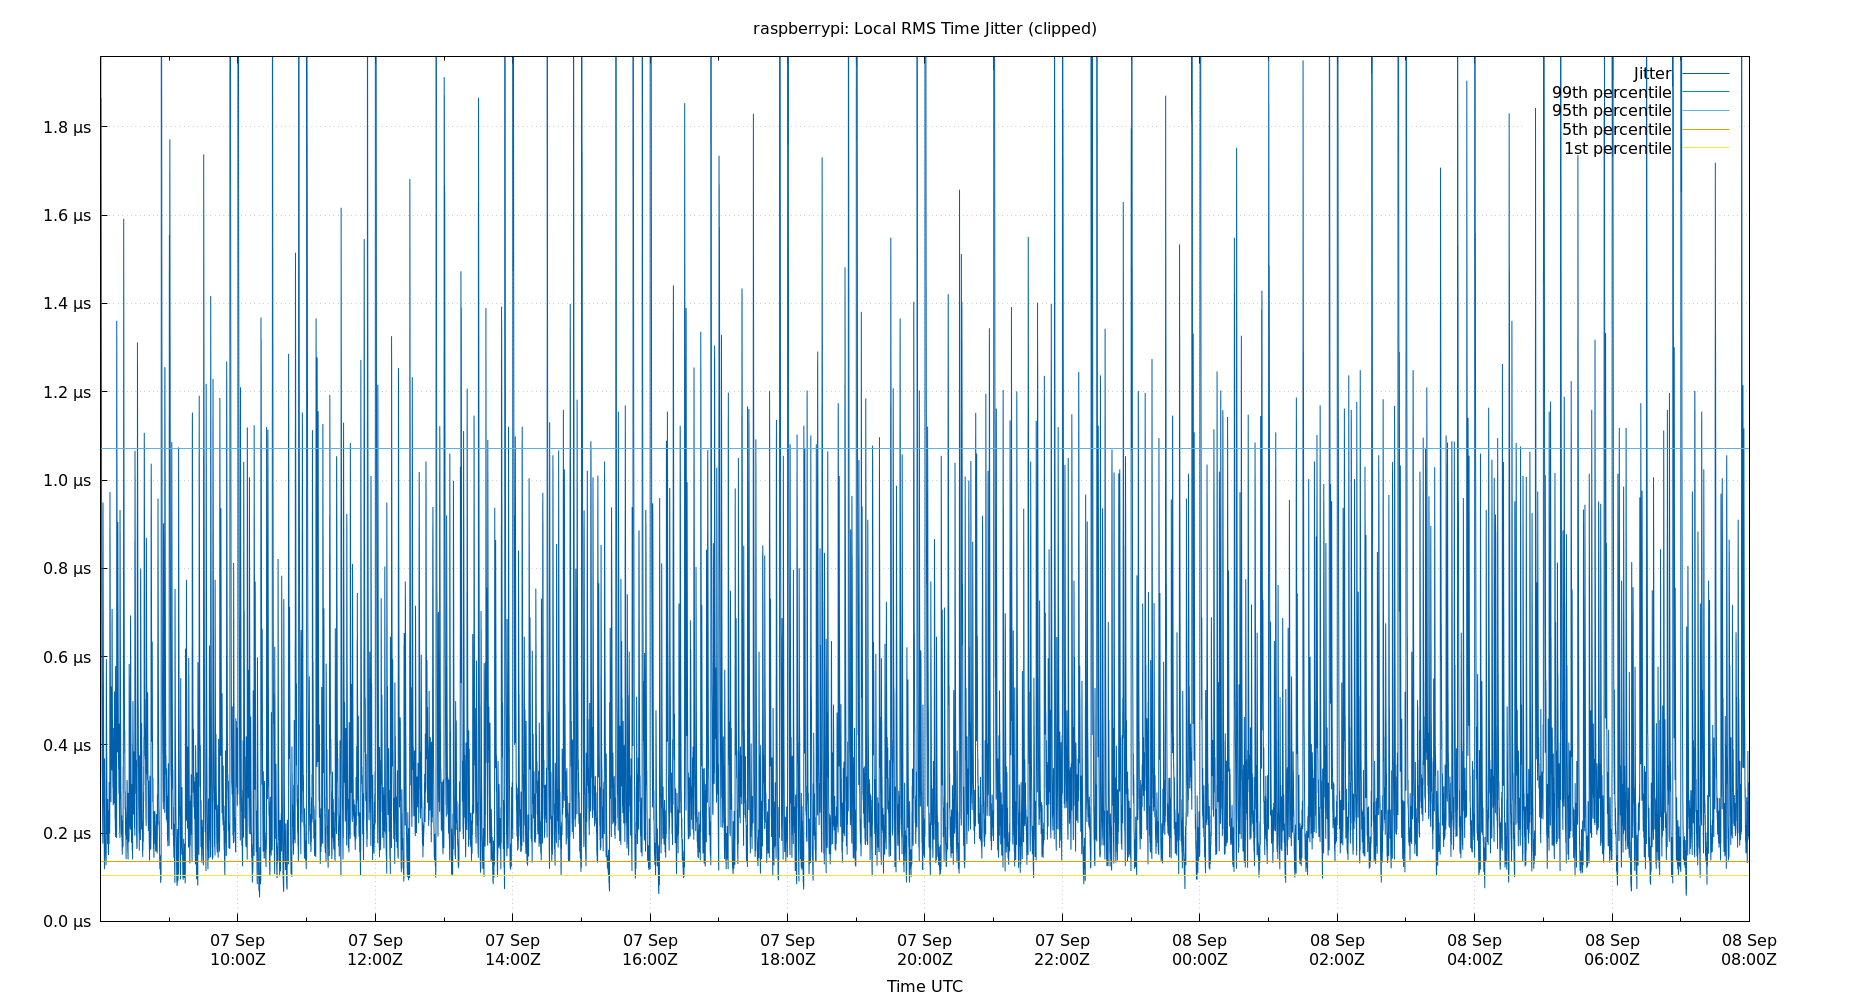 raspberrypi: Local RMS Time Jitter (clipped)
Jitter
99th percentile
95th percentile
5th percentile
1st percentile
1.8 µs
1.6 µs
1.4 µs
1.2 µs
1.0 µs
0.8 µs
0.6 µs
0.4 µs
0.2 µs
0.0 µs
07 Sep 07 Sep 07 Sep 07 Sep 07 Sep 07 Sep 07 Sep 08 Sep 08 Sep 08 Sep 08 Sep 08 Sep
10:00Z 12:00Z 14:00Z 16:00Z 18:00Z 20:00Z 22:00Z 00:00Z 02:00Z 04:00Z 06:00Z 08:00Z
Time UTC